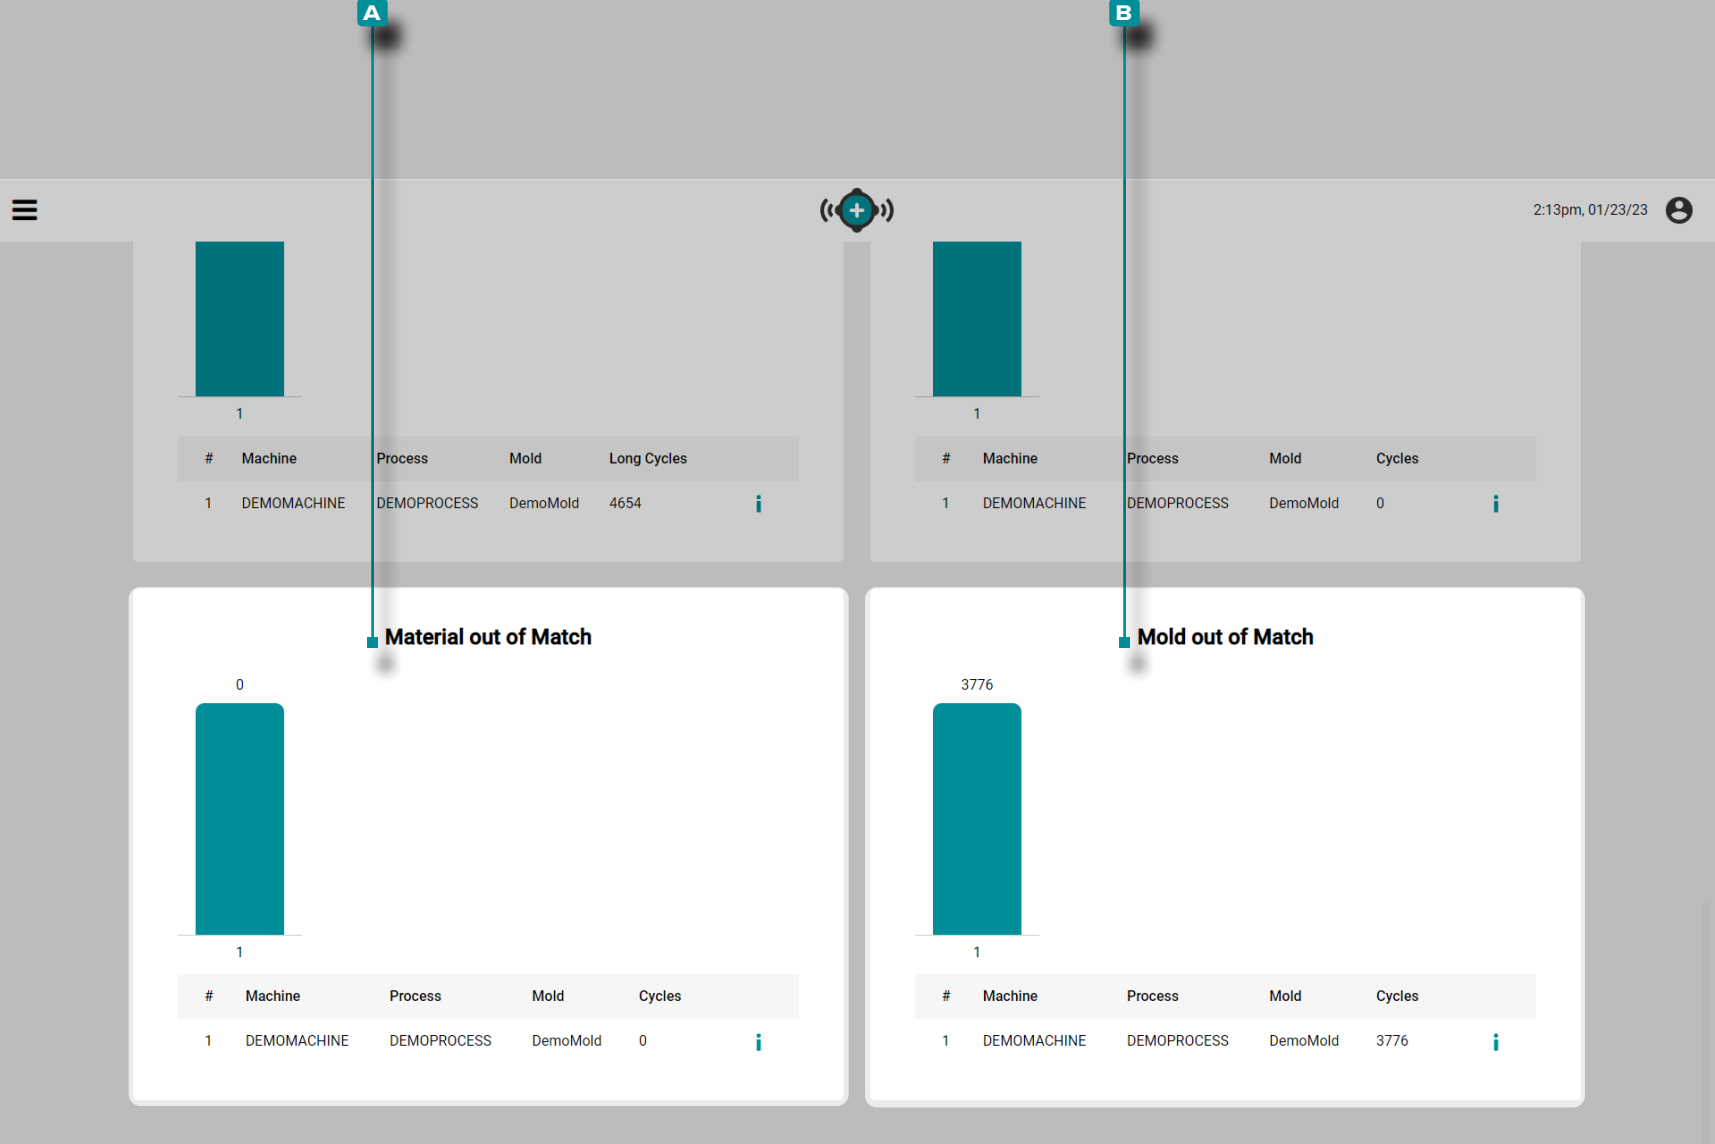 A
B
2:13pm, 01/23/23
1
# Machine Process Mold Long Cycles
1 DEMOMACHINE DEMOPROCESS DemoMold 4654
1
# Machine Process Mold Cycles
1 DEMOMACHINE DEMOPROCESS DemoMold 0
Material out of Match
0
1
# Machine Process Mold Cycles
1 DEMOMACHINE DEMOPROCESS DemoMold 0
Mold out of Match
3776
1
# Machine Process Mold Cycles
1 DEMOMACHINE DEMOPROCESS DemoMold 3776